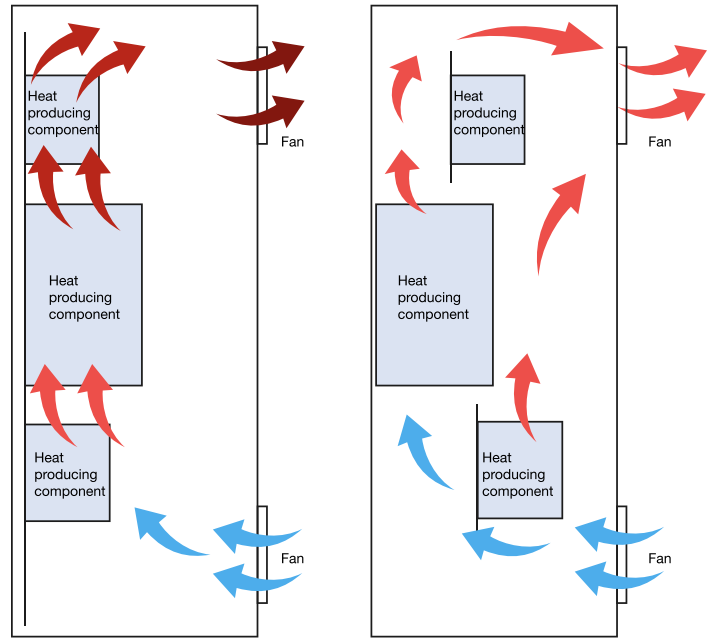 Heat
producing
component
Fan
Heat
producing
component
Heat
producing
component
Fan
Heat
producing
component
Fan
Heat
producing
component
Heat
producing
component
Fan